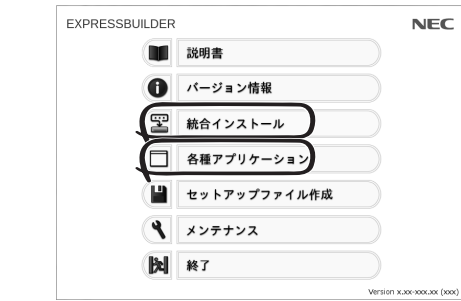 EXPRESSBUILDER
NEC
説明書
バージョン情報
統合インストール
各種アプリケーション
セットアップファイル作成
メンテナンス
終了
Version x.xx-xxx.xx (xxx)